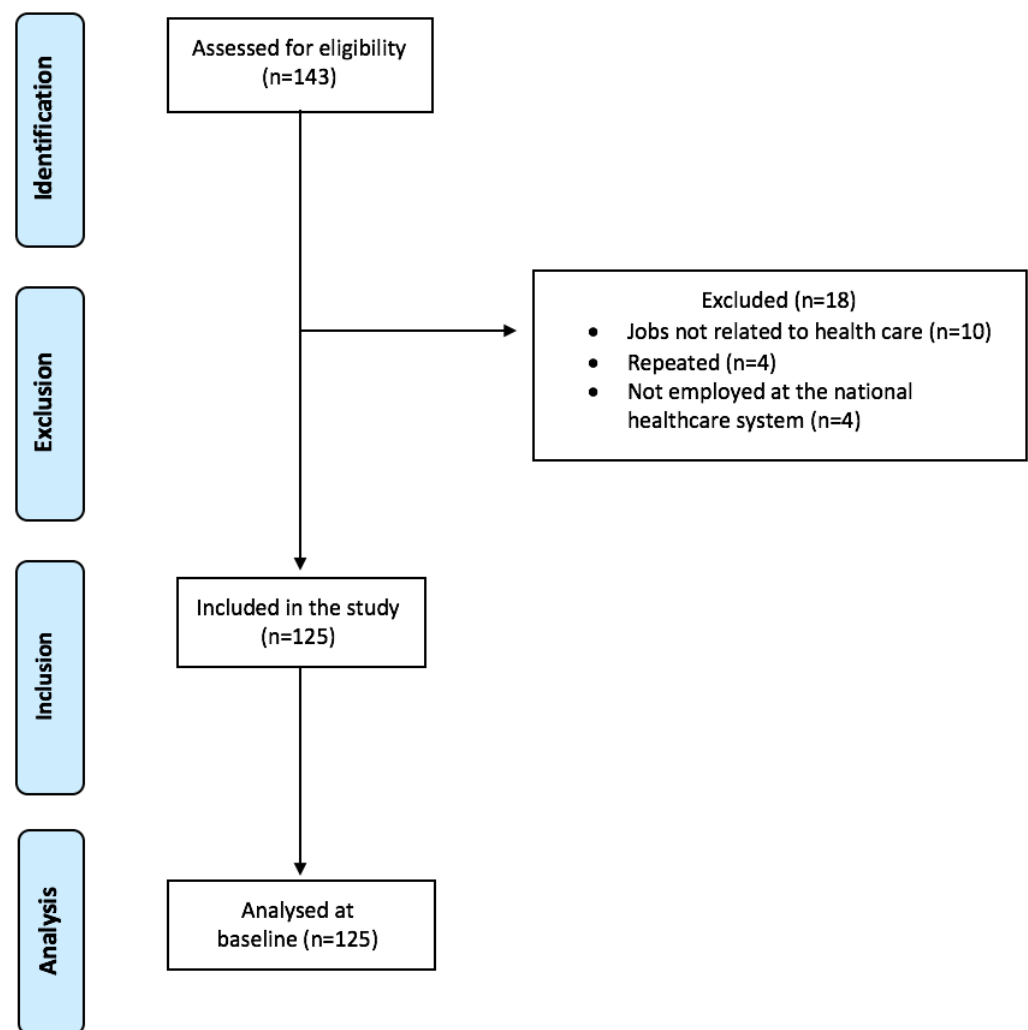 Identification
Assessed for eligibility
(n=143)
Exclusion
Excluded (n=18)
• Jobs not related to health care (n=10)
• Repeated (n=4)
• Not employed at the national
healthcare system (n=4)
Inclusion
Included in the study
(n=125)
Analysis
Analysed at
baseline (n=125)